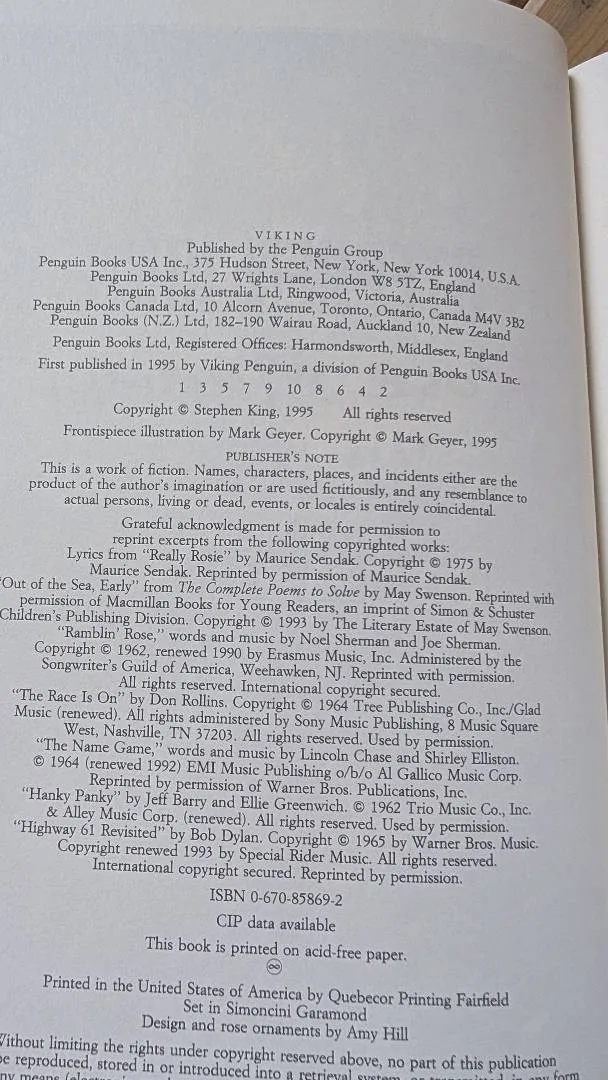 VIKING
Published by the Penguin Group
Penguin Books USA Inc., 375 Hudson Street, New York, New York 10014, U.S.A.
Penguin Books Ltd, 27 Wrights Lane, London W8 5TZ, England
Penguin Books Australia Ltd, Ringwood, Victoria, Australia
Penguin Books Canada Ltd, 10 Alcorn Avenue, Toronto, Ontario, Canada M4V 3B2
Penguin Books (N.Z.) Ltd, 182–190 Wairau Road, Auckland 10, New Zealand
Penguin Books Ltd, Registered Offices: Harmondsworth, Middlesex, England
First published in 1995 by Viking Penguin, a division of Penguin Books USA Inc.
1 3 5 7 9 10 8 6 4 2
Copyright © Stephen King, 1995 All rights reserved
Frontispiece illustration by Mark Geyer. Copyright © Mark Geyer, 1995
PUBLISHER'S NOTE
This is a work of fiction. Names, characters, places, and incidents either are the
product of the author's imagination or are used fictitiously, and any resemblance to
actual persons, living or dead, events, or locales is entirely coincidental.
Grateful acknowledgment is made for permission to
reprint excerpts from the following copyrighted works:
Lyrics from "Really Rosie" by Maurice Sendak. Copyright © 1975 by
Maurice Sendak. Reprinted by permission of Maurice Sendak.
"Out of the Sea, Early" from The Complete Poems to Solve by May Swenson. Reprinted with
permission of Macmillan Books for Young Readers, an imprint of Simon & Schuster
Children's Publishing Division. Copyright © 1993 by The Literary Estate of May Swenson.
"Ramblin' Rose," words and music by Noel Sherman and Joe Sherman.
Copyright © 1962, renewed 1990 by Erasmus Music, Inc. Administered by the
Songwriter's Guild of America, Weehawken, NJ. Reprinted with permission.
All rights reserved. International copyright secured.
"The Race Is On" by Don Rollins. Copyright © 1964 Tree Publishing Co., Inc./Glad
Music (renewed). All rights administered by Sony Music Publishing, 8 Music Square
West, Nashville, TN 37203. All rights reserved. Used by permission.
"The Name Game," words and music by Lincoln Chase and Shirley Elliston.
© 1964 (renewed 1992) EMI Music Publishing o/b/o Al Gallico Music Corp.
Reprinted by permission of Warner Bros. Publications, Inc.
"Hanky Panky" by Jeff Barry and Ellie Greenwich. © 1962 Trio Music Co., Inc.
& Alley Music Corp. (renewed). All rights reserved. Used by permission.
"Highway 61 Revisited" by Bob Dylan. Copyright © 1965 by Warner Bros. Music.
Copyright renewed 1993 by Special Rider Music. All rights reserved.
International copyright secured. Reprinted by permission.
ISBN 0-670-85869-2
CIP data available
This book is printed on acid-free paper.
∞
Printed in the United States of America by Quebecor Printing Fairfield
Set in Simoncini Garamond
Design and rose ornaments by Amy Hill
Without limiting the rights under copyright reserved above, no part of this publication
be reproduced, stored in or introduced into a retrieval system, or